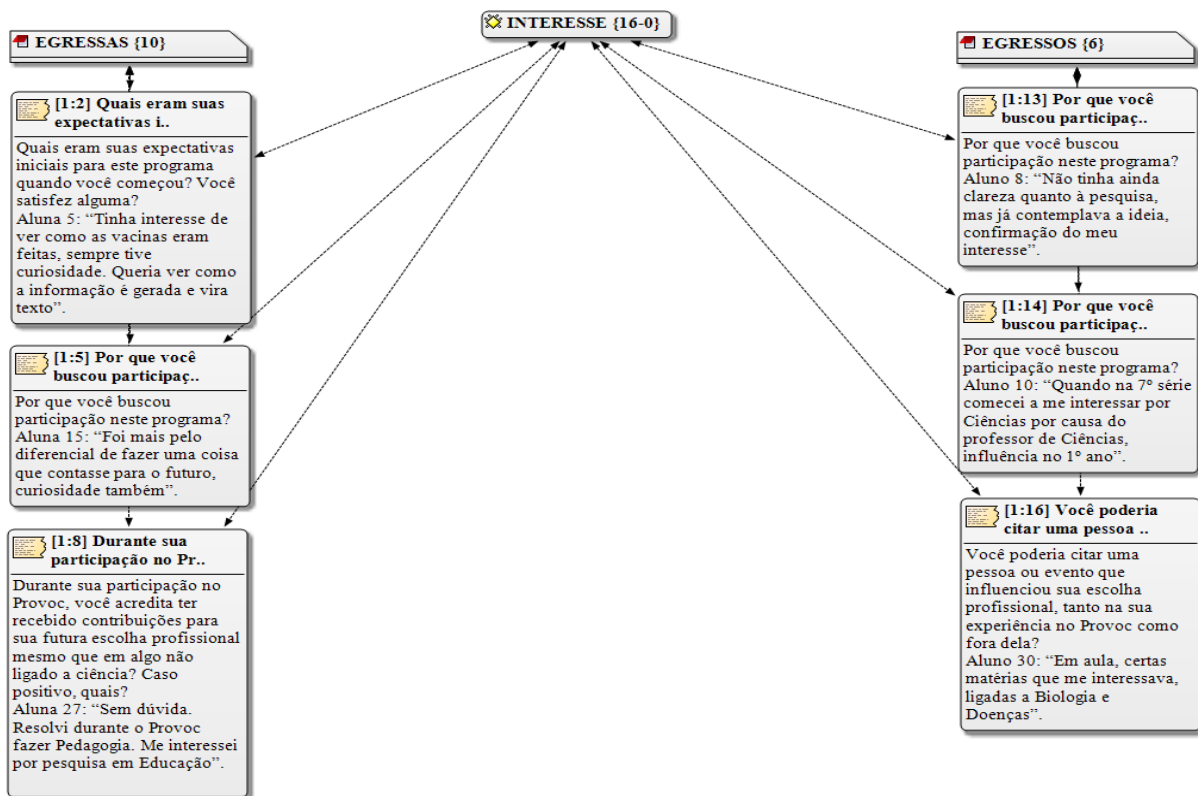 INTERESSE {16-0}
EGRESSAS {10}
[1:2] Quais eram suas
expectativas i..
Quais eram suas expectativas
iniciais para este programa
quando você começou? Você
satisfez alguma?
Aluna 5: “Tinha interesse de
ver como as vacinas eram
feitas, sempre tive
curiosidade. Queria ver como
a informação é gerada e vira
texto”.
[1:5] Por que você
buscou participaç..
Por que você buscou
participação neste programa?
Aluna 15: “Foi mais pelo
diferencial de fazer uma coisa
que contasse para o futuro,
curiosidade também”.
[1:8] Durante sua
participação no Pr..
Durante sua participação no
Provoc, você acredita ter
recebido contribuições para
sua futura escolha profissional
mesmo que em algo não
ligado a ciência? Caso
positivo, quais?
Aluna 27: “Sem dúvida.
Resolvi durante o Provoc
fazer Pedagogia. Me interessei
por pesquisa em Educação”.
EGRESSOS {6}
[1:13] Por que você
buscou participaç..
Por que você buscou
participação neste programa?
Aluno 8: “Não tinha ainda
clareza quanto à pesquisa,
mas já contemplava a ideia,
confirmação do meu
interesse”.
[1:14] Por que você
buscou participaç..
Por que você buscou
participação neste programa?
Aluno 10: “Quando na 7º série
comecei a me interessar por
Ciências por causa do
professor de Ciências,
influência no 1º ano”.
[1:16] Você poderia
citar uma pessoa ..
Você poderia citar uma
pessoa ou evento que
influenciou sua escolha
profissional, tanto na sua
experiência no Provoc como
fora dela?
Aluno 30: “Em aula, certas
matérias que me interessava,
ligadas a Biologia e
Doenças”.